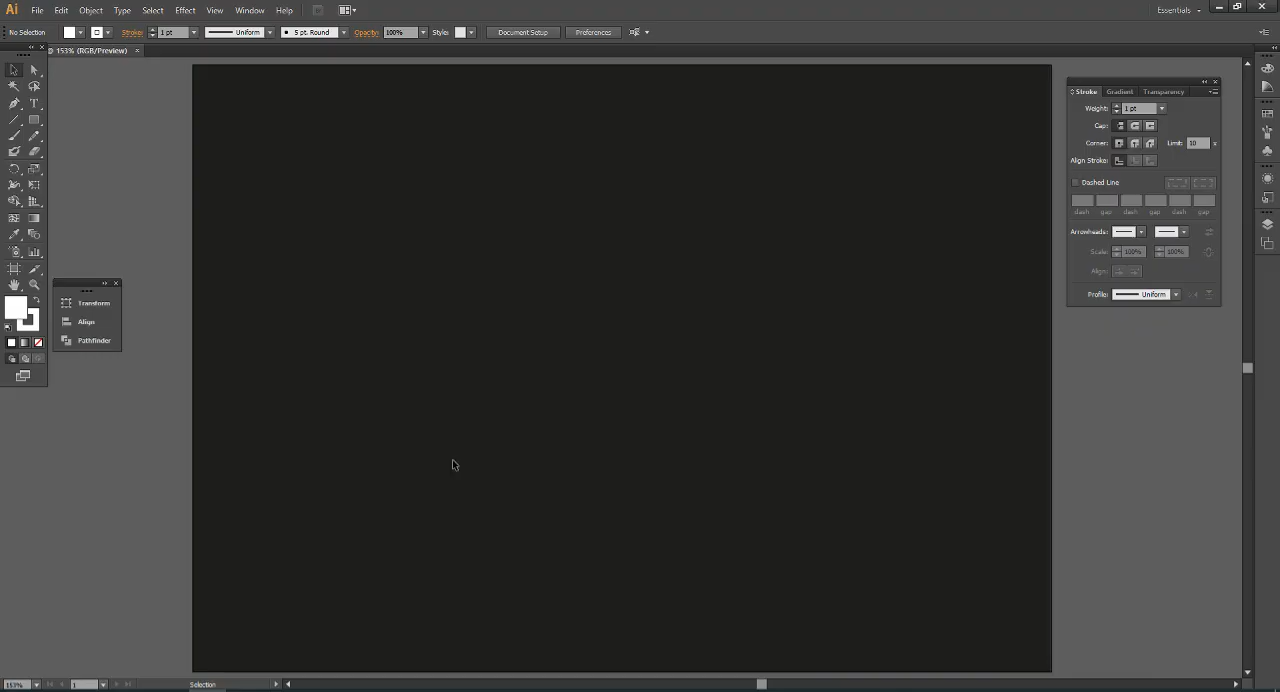 Ai File Edit Object Type Select Effect View Window Help Br Essentials
No Selection Stroke: 1 pt Uniform 5 pt. Round Opacity: 100% Style: Document Setup Preferences
153% (RGB/Preview) ×
Stroke Gradient Transparency
Weight: 1 pt
Cap:
Corner: Limit: 10
Align Stroke:
Dashed Line
dash gap dash gap dash gap
Arrowheads:
Scale: 100% 100%
Align:
Profile: Uniform
Transform
Align
Pathfinder
153% 1 Selection